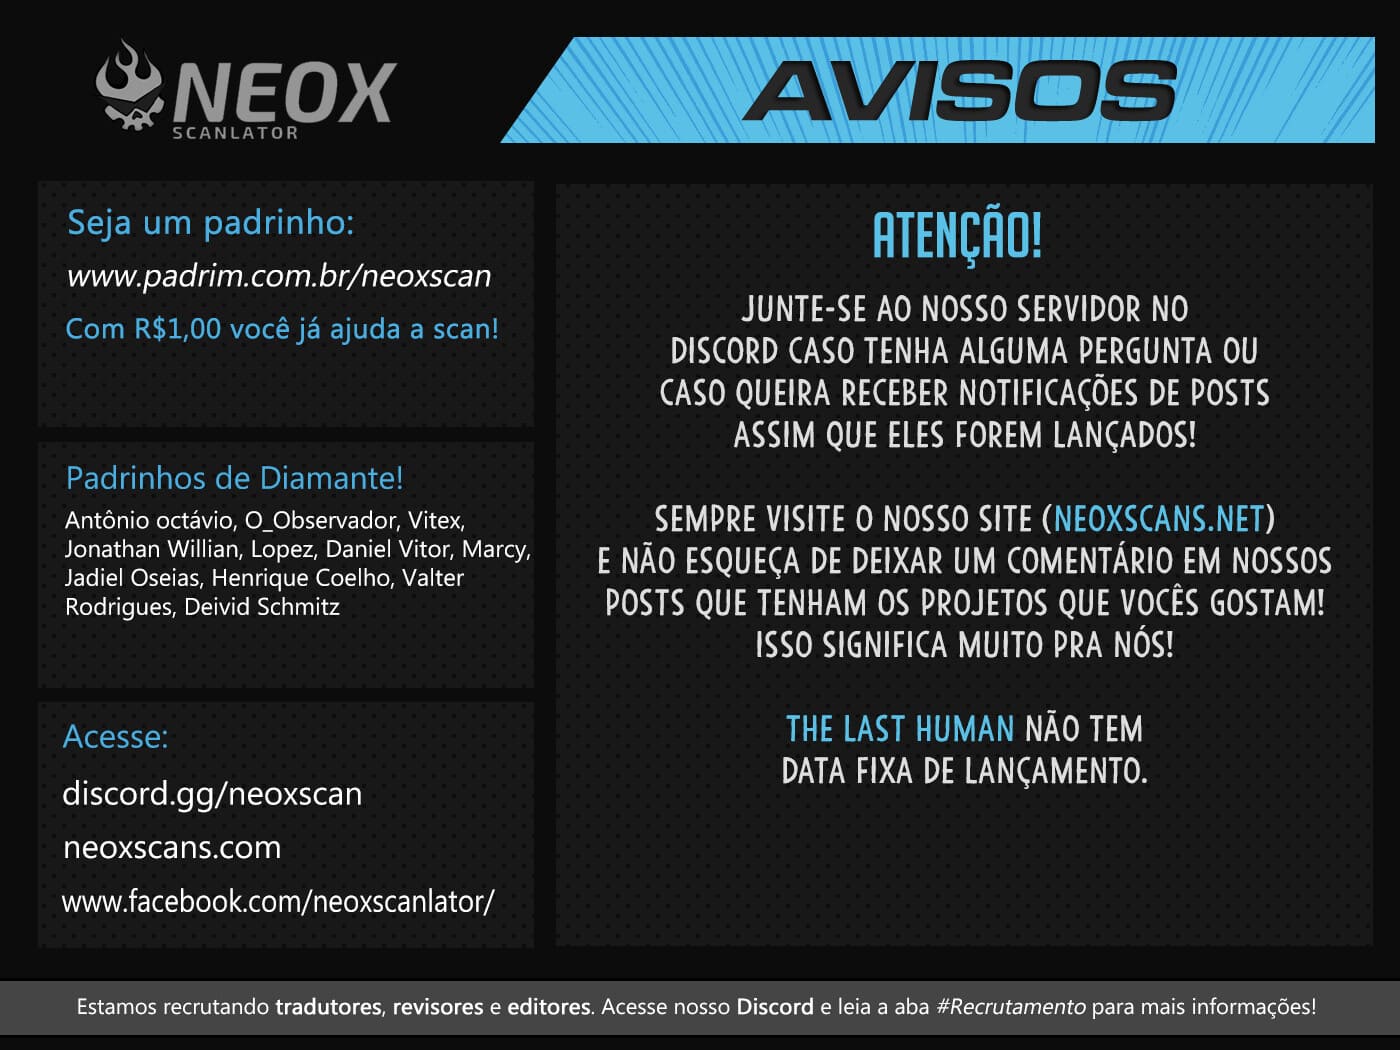 NEOX
SCANLATOR
AVISOS
Seja um padrinho:
www.padrim.com.br/neoxscan
Com R$1,00 você já ajuda a scan!
Padrinhos de Diamante!
Antônio octávio, O_Observador, Vitex,
Jonathan Willian, Lopez, Daniel Vitor, Marcy,
Jadiel Oseias, Henrique Coelho, Valter
Rodrigues, Deivid Schmitz
Acesse:
discord.gg/neoxscan
neoxscans.com
www.facebook.com/neoxscanlator/
ATENÇÃO!
JUNTE-SE AO NOSSO SERVIDOR NO
DISCORD CASO TENHA ALGUMA PERGUNTA OU
CASO QUEIRA RECEBER NOTIFICAÇÕES DE POSTS
ASSIM QUE ELES FOREM LANÇADOS!
SEMPRE VISITE O NOSSO SITE (NEOXSCANS.NET)
E NÃO ESQUEÇA DE DEIXAR UM COMENTÁRIO EM NOSSOS
POSTS QUE TENHAM OS PROJETOS QUE VOCÊS GOSTAM!
ISSO SIGNIFICA MUITO PRA NÓS!
THE LAST HUMAN NÃO TEM
DATA FIXA DE LANÇAMENTO.
Estamos recrutando tradutores, revisores e editores. Acesse nosso Discord e leia a aba #Recrutamento para mais informações!